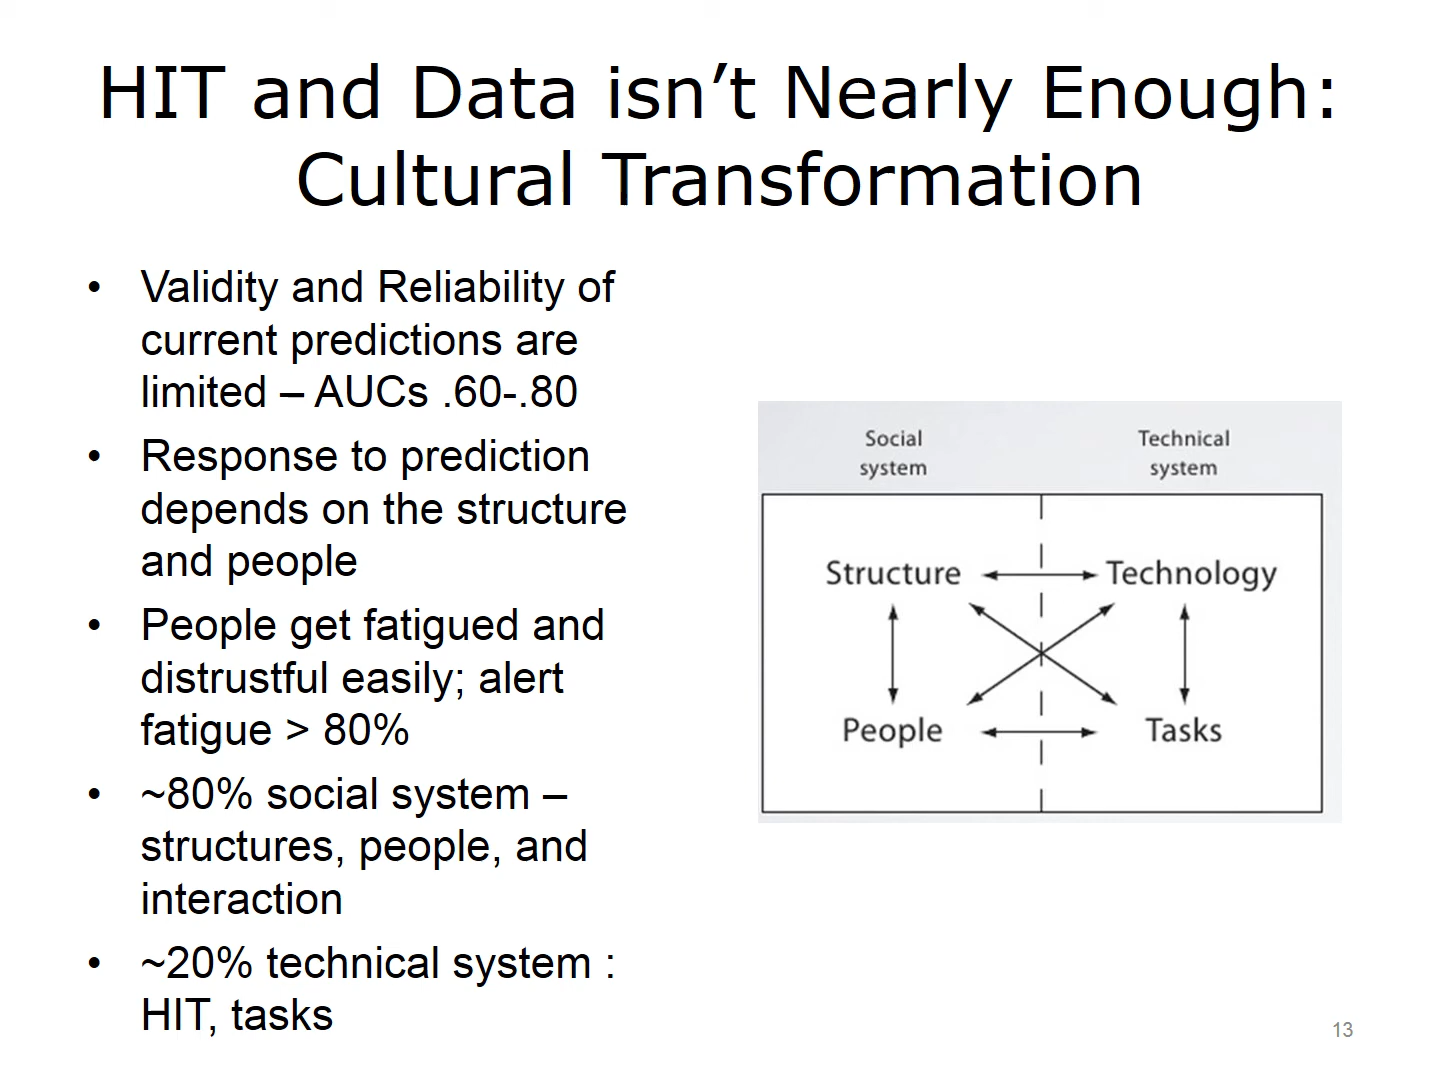 HIT and Data isn’t Nearly Enough:
Cultural Transformation
• Validity and Reliability of
current predictions are
limited – AUCs .60-.80
• Response to prediction
depends on the structure
and people
• People get fatigued and
distrustful easily; alert
fatigue > 80%
• ~80% social system –
structures, people, and
interaction
• ~20% technical system :
HIT, tasks
Social
system
Technical
system
Structure
Technology
People
Tasks
13